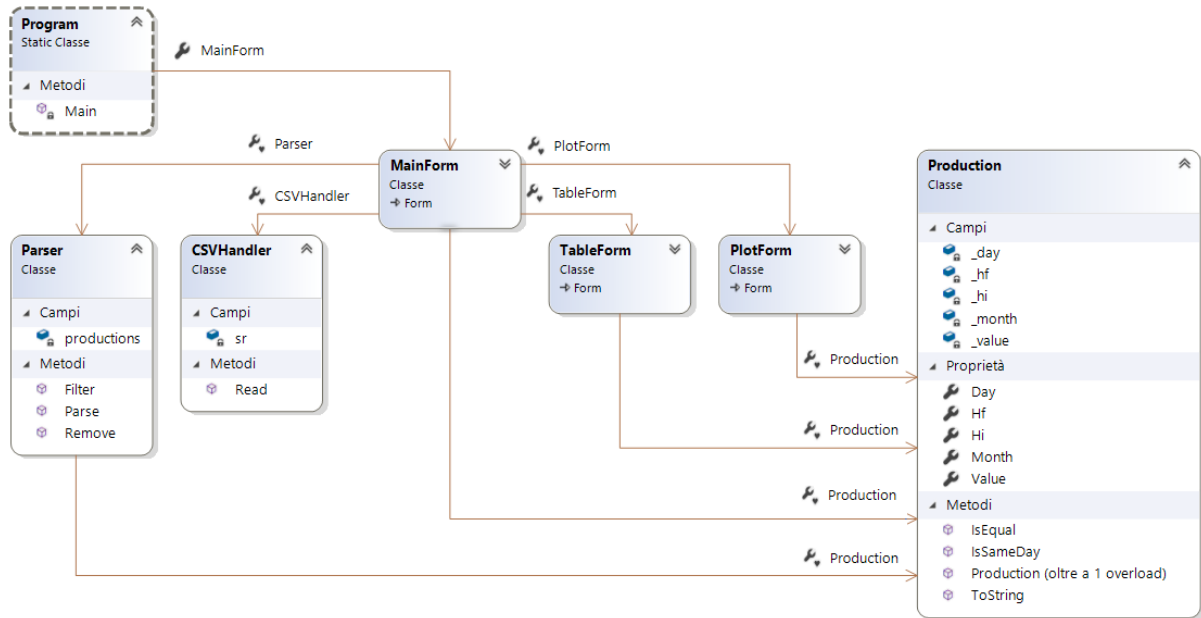 Program
Static Classe
Metodi
Main
MainForm
Parser
CSVHandler
MainForm
Classe
Form
PlotForm
TableForm
Parser
Classe
Campi
productions
Metodi
Filter
Parse
Remove
CSVHandler
Classe
Campi
sr
Metodi
Read
TableForm
Classe
Form
PlotForm
Classe
Form
Production
Production
Production
Production
Production
Classe
Campi
_day
_hf
_hi
_month
_value
Proprietà
Day
Hf
Hi
Month
Value
Metodi
IsEqual
IsSameDay
Production (oltre a 1 overload)
ToString